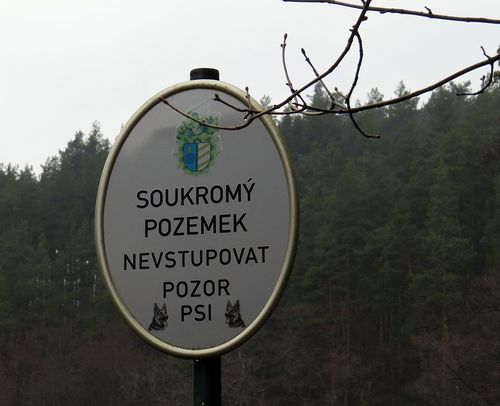 SOUKROMÝ
POZEMEK
NEVSTUPOVAT
POZOR
PSI